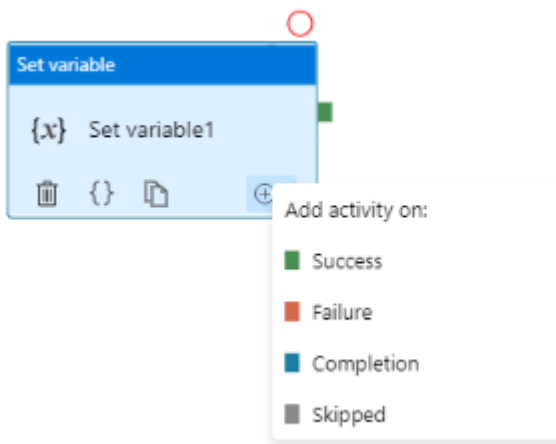 Set variable
{x} Set variable1
{}
Add activity on:
Success
Failure
Completion
Skipped